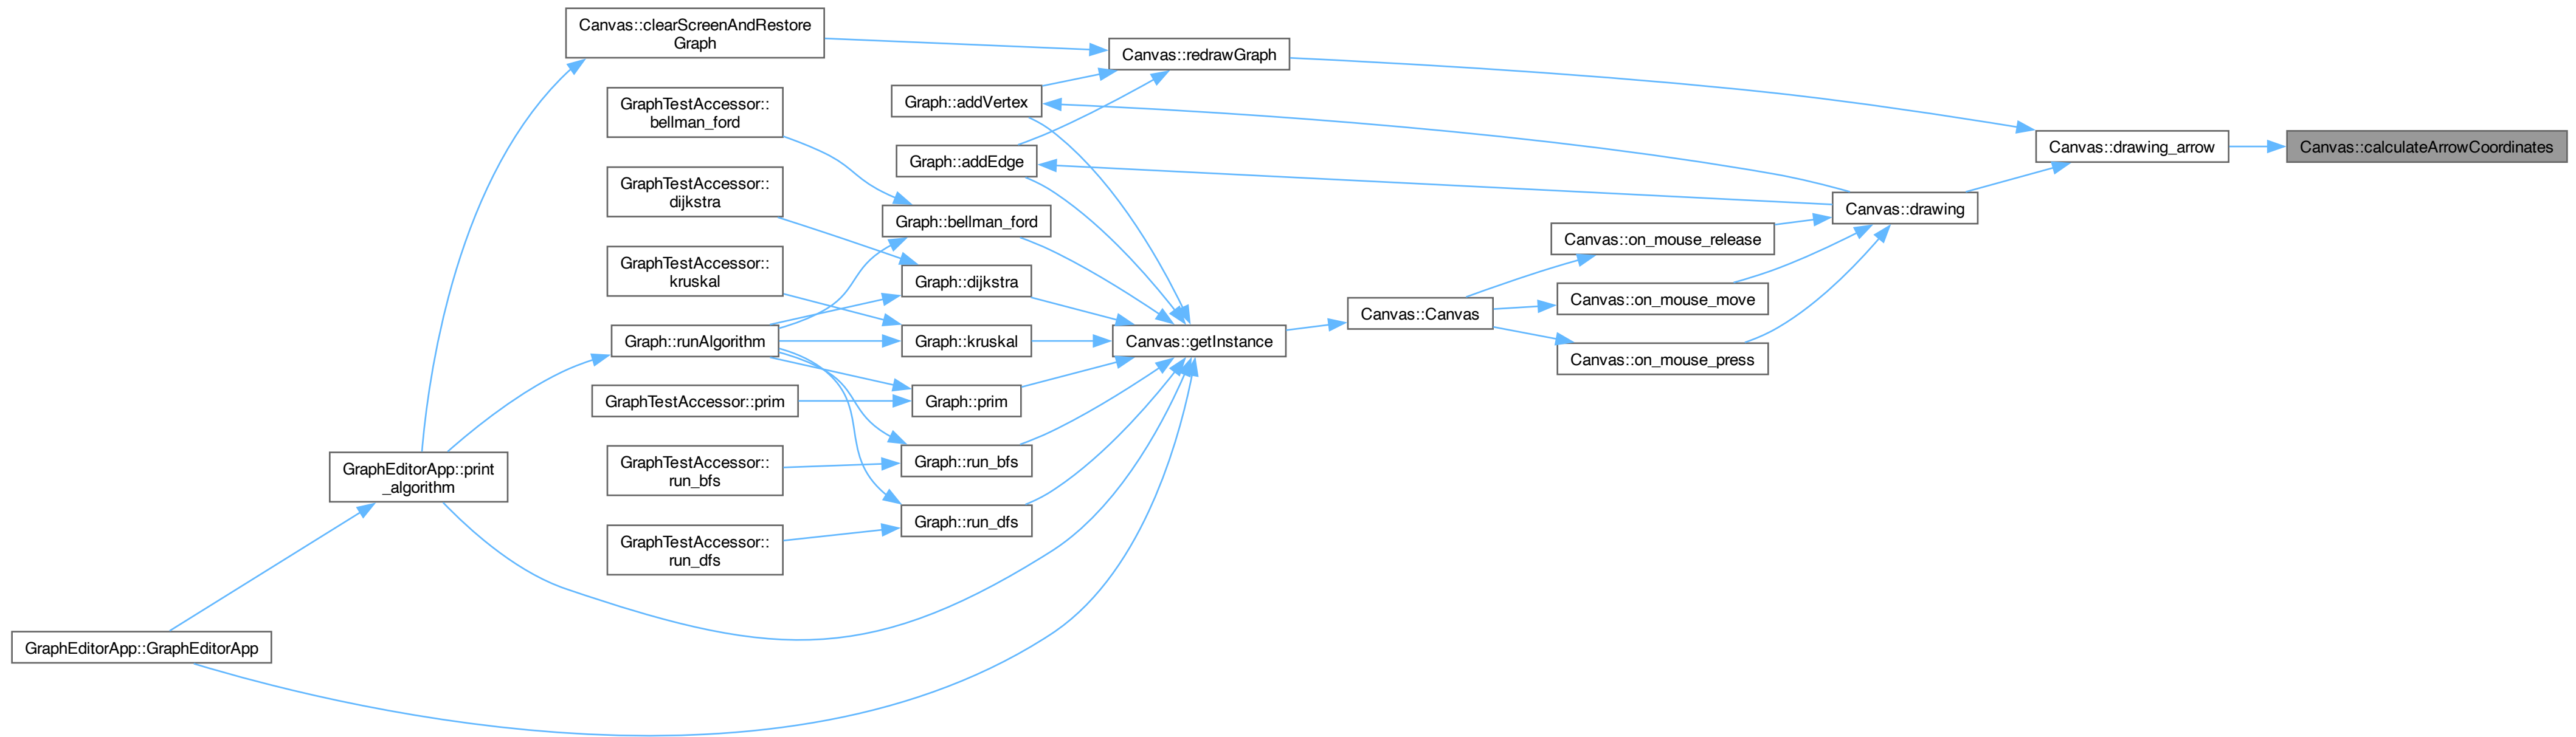 Canvas::clearScreenAndRestore
Graph
Canvas::redrawGraph
GraphTestAccessor::
bellman_ford
Graph::addVertex
Canvas::drawing_arrow
Canvas::calculateArrowCoordinates
Graph::addEdge
GraphTestAccessor::
dijkstra
Canvas::drawing
Graph::bellman_ford
Canvas::on_mouse_release
GraphTestAccessor::
kruskal
Graph::dijkstra
Canvas::on_mouse_move
Canvas::Canvas
Graph::runAlgorithm
Graph::kruskal
Canvas::getInstance
Canvas::on_mouse_press
GraphTestAccessor::prim
Graph::prim
GraphEditorApp::print
_algorithm
GraphTestAccessor::
run_bfs
Graph::run_bfs
Graph::run_dfs
GraphTestAccessor::
run_dfs
GraphEditorApp::GraphEditorApp